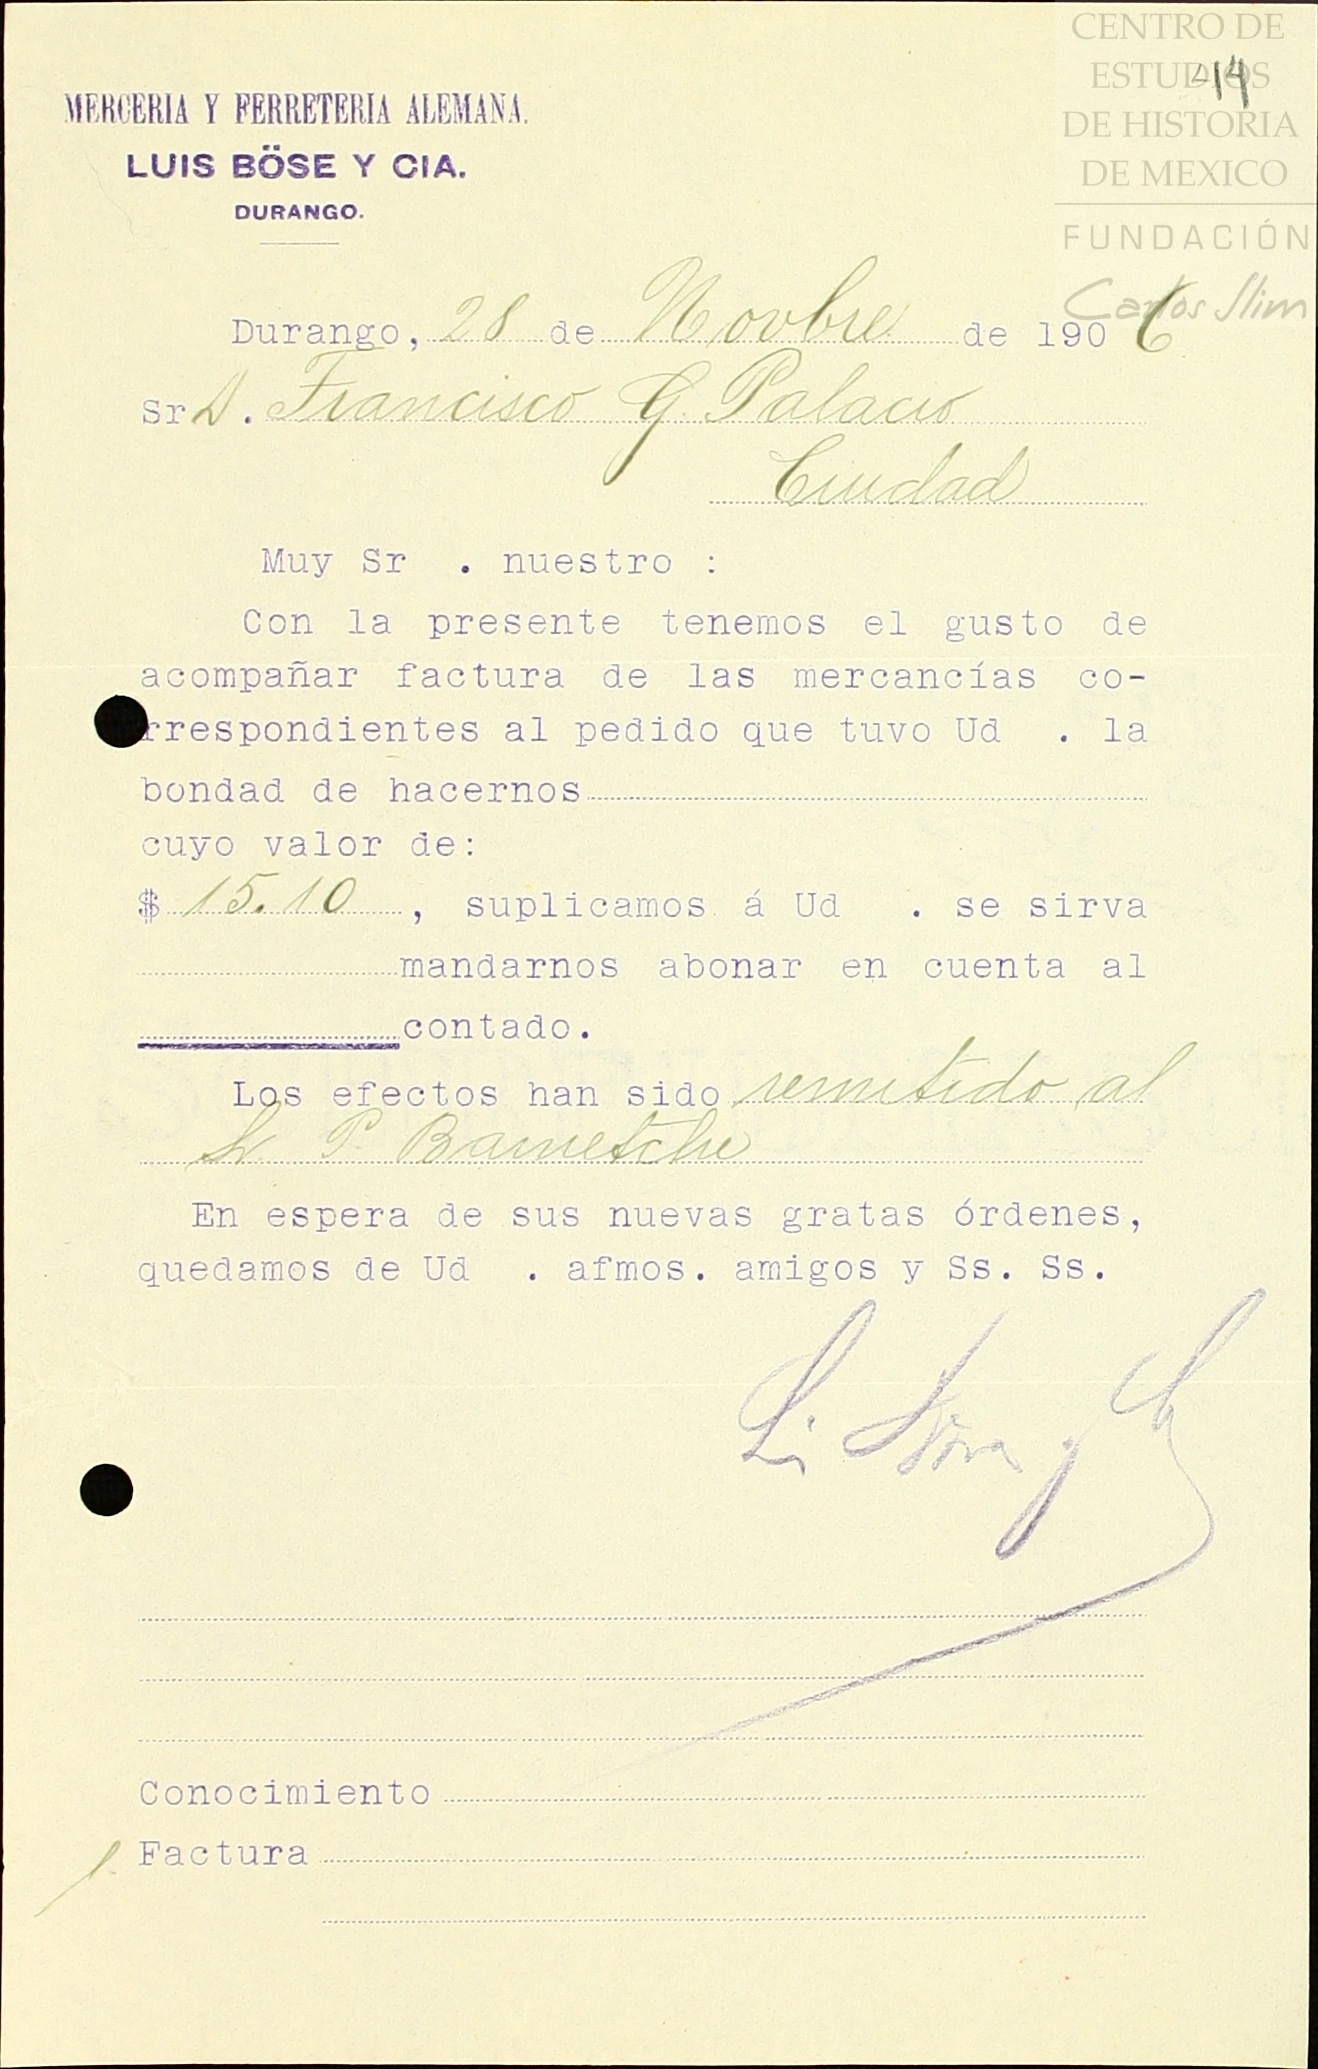 CENTRO DE
ESTUDIOS
DE HISTORIA
DE MEXICO
FUNDACIÓN
Carlos Slim
14
MERCERIA Y FERRETERIA ALEMANA.
LUIS BÖSE Y CIA.
DURANGO.
Durango, 28 de Novbre de 1906
Sr D. Francisco G. Palacio
Ciudad
Muy Sr . nuestro :
Con la presente tenemos el gusto de
acompañar factura de las mercancías co-
rrespondientes al pedido que tuvo Ud . la
bondad de hacernos
cuyo valor de:
$ 15.10 , suplicamos á Ud . se sirva
mandarnos abonar en cuenta al
contado.
Los efectos han sido remitido al
Sr P.
En espera de sus nuevas gratas órdenes,
quedamos de Ud . afmos. amigos y Ss. Ss.
Conocimiento
1. Factura